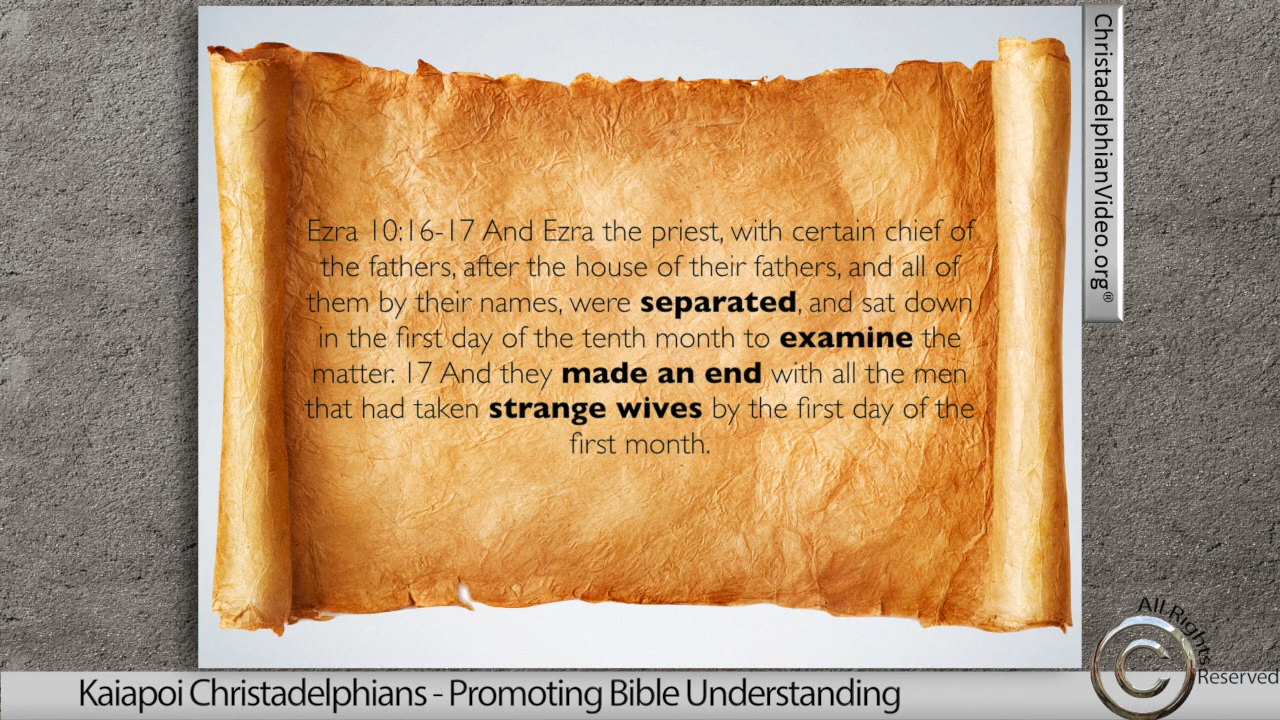 Ezra 10:16-17 And Ezra the priest, with certain chief of
the fathers, after the house of their fathers, and all of
them by their names, were separated, and sat down
in the first day of the tenth month to examine the
matter. 17 And they made an end with all the men
that had taken strange wives by the first day of the
first month.
ChristadelphianVideo.org®
All Rights
Reserved
Kaiapoi Christadelphians - Promoting Bible Understanding